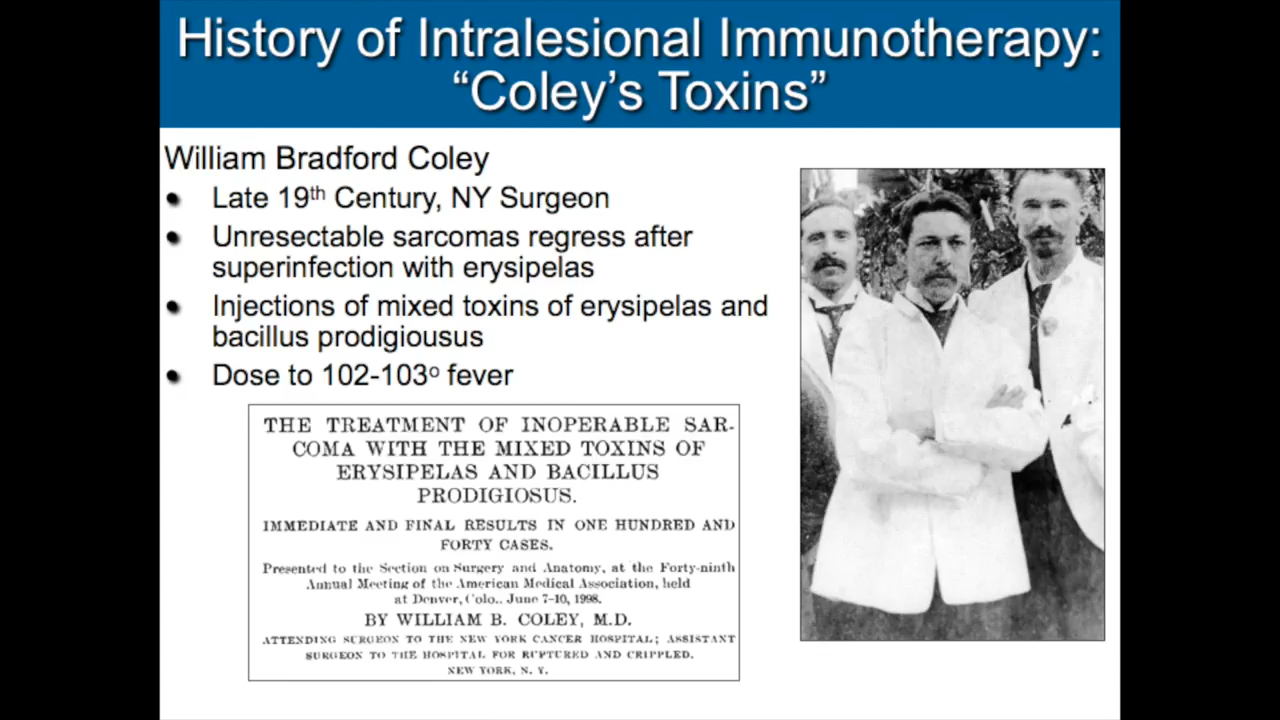 History of Intralesional Immunotherapy:
“Coley’s Toxins”
William Bradford Coley
• Late 19th Century, NY Surgeon
• Unresectable sarcomas regress after
superinfection with erysipelas
• Injections of mixed toxins of erysipelas and
bacillus prodigiousus
• Dose to 102-103o fever
THE TREATMENT OF INOPERABLE SAR-
COMA WITH THE MIXED TOXINS OF
ERYSIPELAS AND BACILLUS
PRODIGIOSUS.
IMMEDIATE AND FINAL RESULTS IN ONE HUNDRED AND
FORTY CASES.
Presented to the Section on Surgery and Anatomy, at the Forty-ninth
Annual Meeting of the American Medical Association, held
at Denver, Colo., June 7-10, 1998.
BY WILLIAM B. COLEY, M.D.
ATTENDING SURGEON TO THE NEW YORK CANCER HOSPITAL; ASSISTANT
SURGEON TO THE HOSPITAL FOR RUPTURED AND CRIPPLED.
NEW YORK, N. Y.